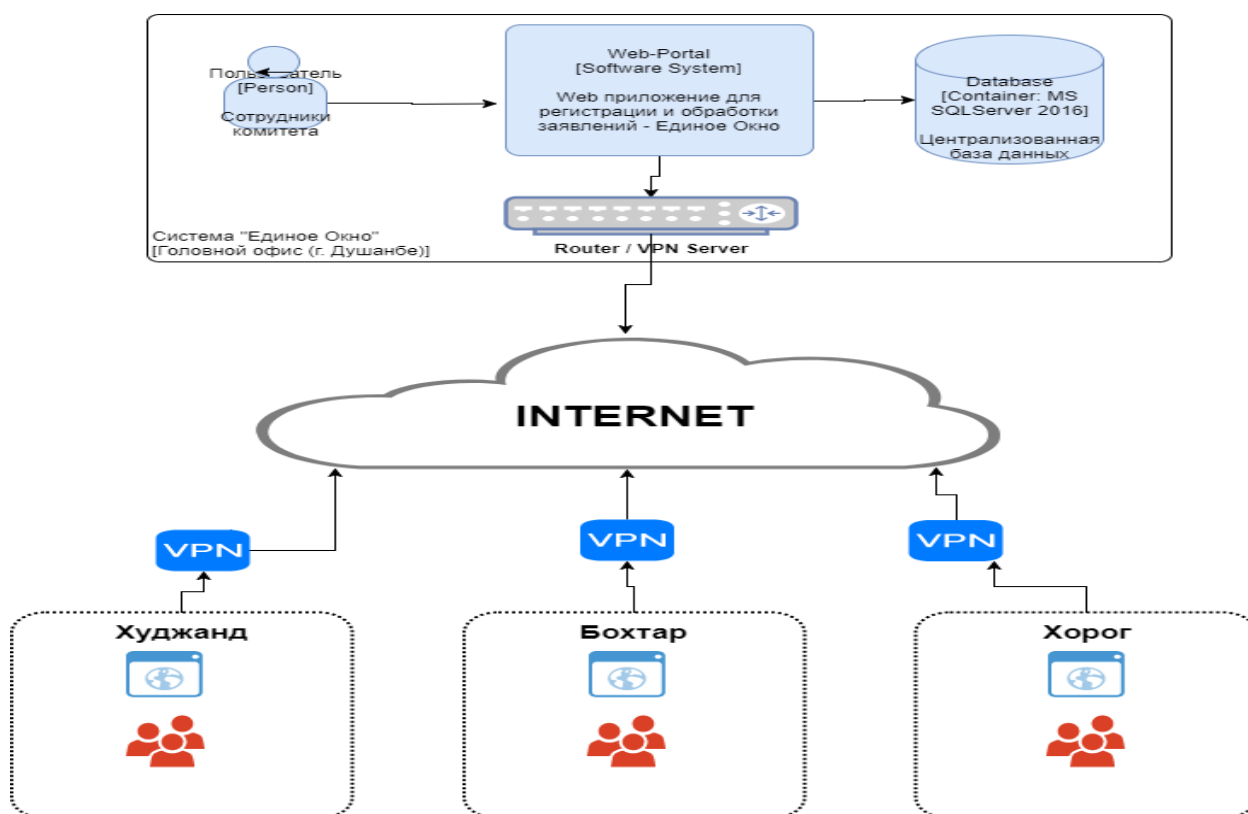 Пользователь
[Person]
Сотрудники
комитета
Web-Portal
[Software System]
Web приложение для
регистрации и обработки
заявлений - Единое Окно
Database
[Container: MS
SQLServer 2016]
Централизованная
база данных
Система "Единое Окно"
[Головной офис (г. Душанбе)]
Router / VPN Server
INTERNET
VPN
VPN
VPN
Худжанд
Бохтар
Хорог